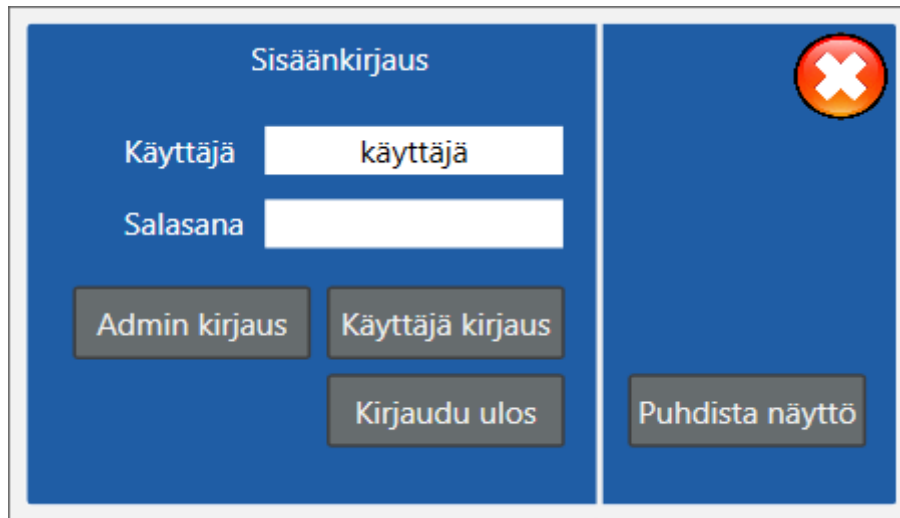 Sisäänkirjaus
Käyttäjä käyttäjä
Salasana
Admin kirjaus Käyttäjä kirjaus
Kirjaudu ulos Puhdista näyttö